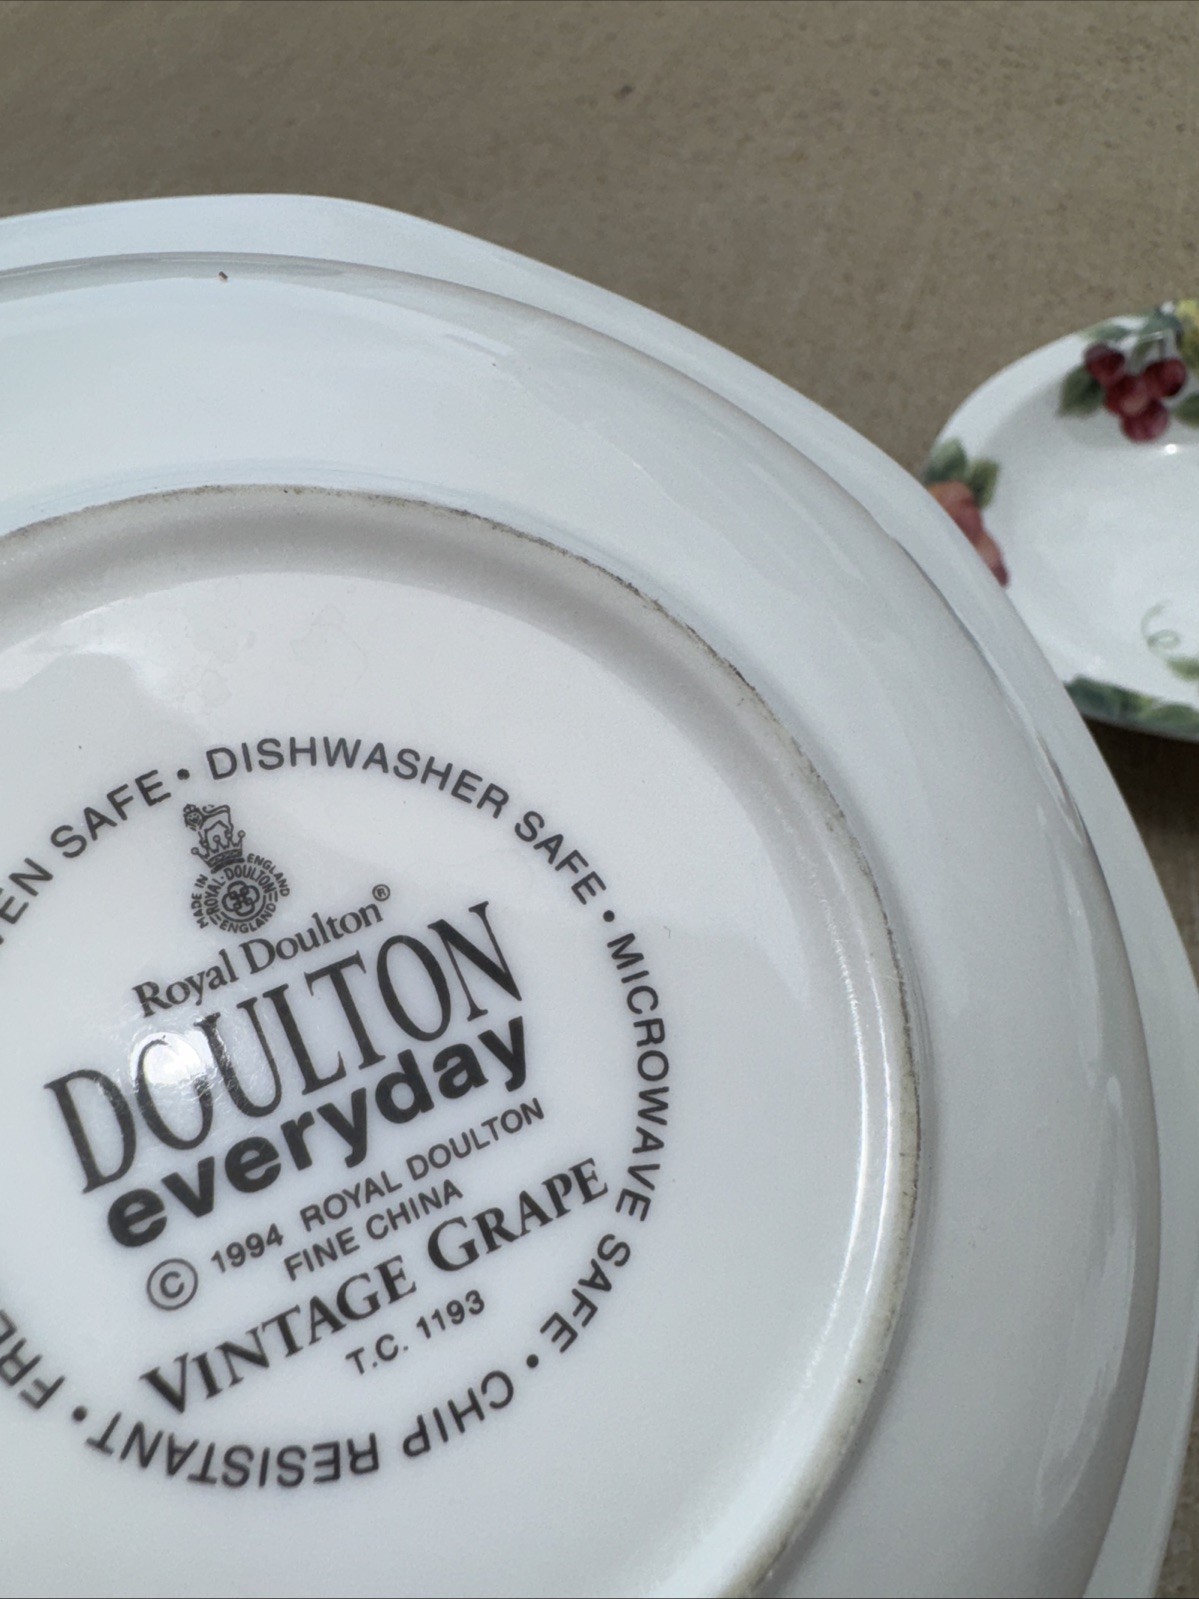 EN SAFE • DISHWASHER SAFE • MICROWAVE SAFE • CHIP RESISTANT • FRE
MADE IN ENGLAND
ROYAL · DOULTON
ENGLAND
Royal Doulton®
DOULTON
everyday
© 1994 ROYAL DOULTON
FINE CHINA
VINTAGE GRAPE
T.C. 1193